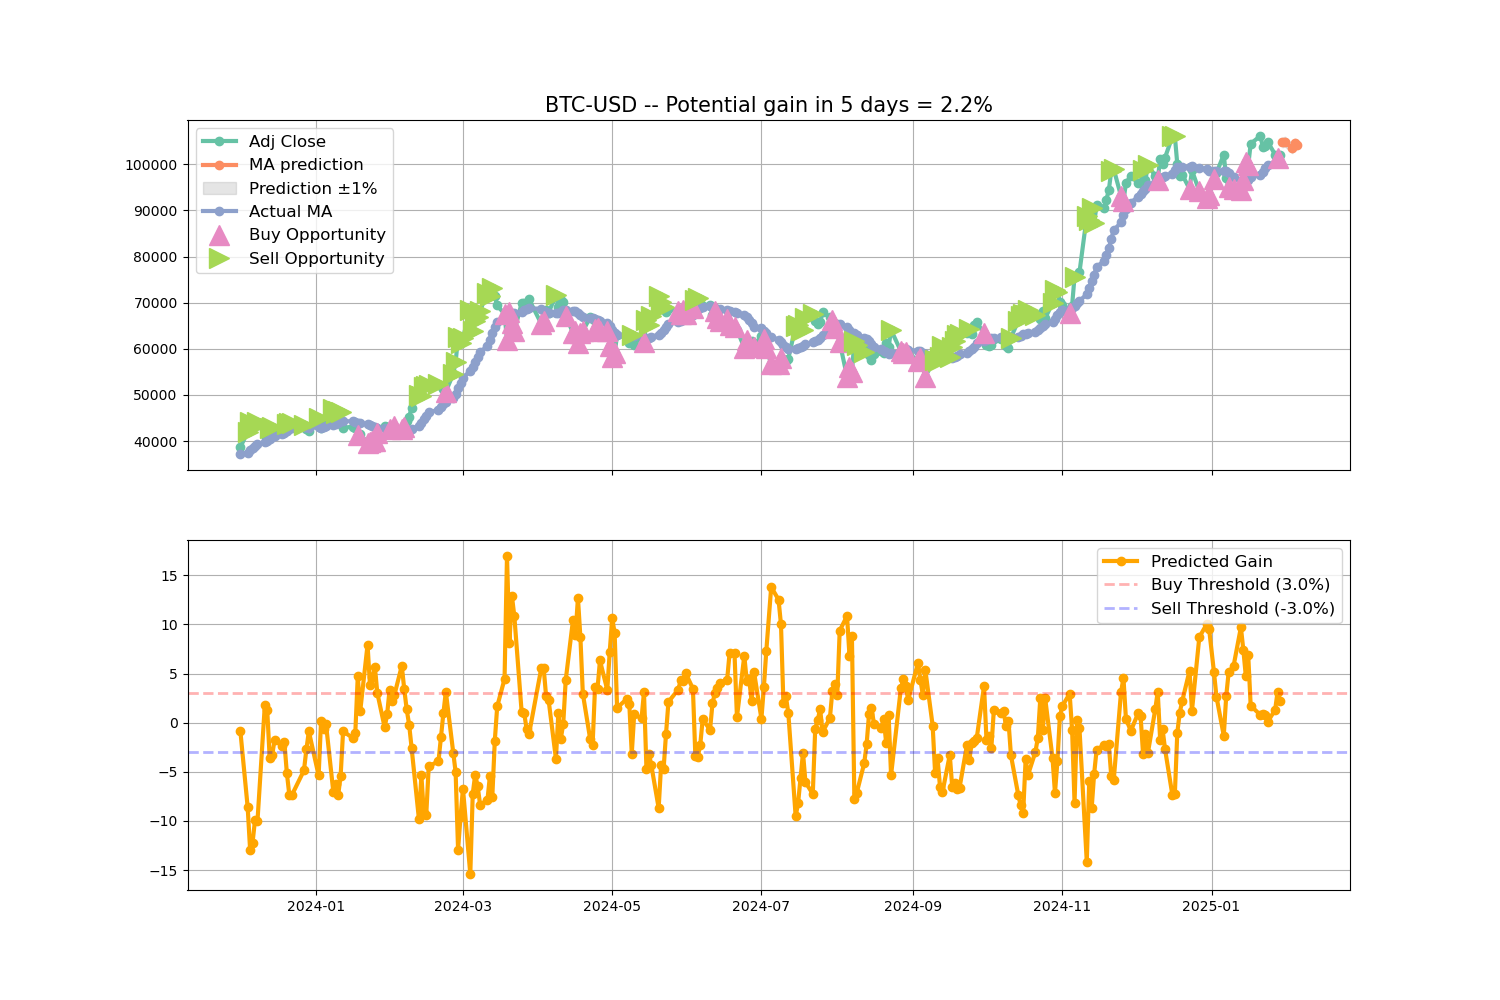 BTC-USD -- Potential gain in 5 days = 2.2%
Adj Close
MA prediction
Prediction ±1%
Actual MA
Buy Opportunity
Sell Opportunity
100000
90000
80000
70000
60000
50000
40000
Predicted Gain
Buy Threshold (3.0%)
Sell Threshold (-3.0%)
15
10
5
0
−5
−10
−15
2024-01
2024-03
2024-05
2024-07
2024-09
2024-11
2025-01